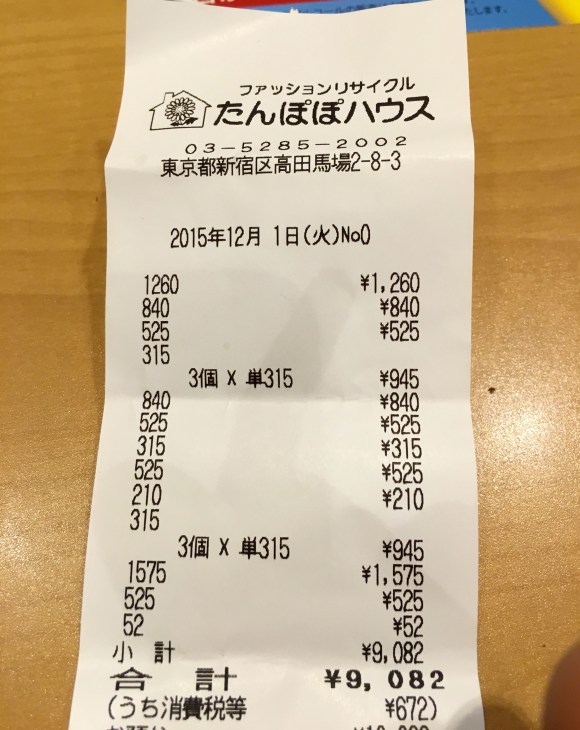 ファッションリサイクル
たんぽぽハウス
03-5285-2002
東京都新宿区高田馬場2-8-3
2015年12月 1日(火)No0
1260 ¥1,260
840 ¥840
525 ¥525
315
3個 X 単315 ¥945
840 ¥840
525 ¥525
315 ¥315
525 ¥525
210 ¥210
315
3個 X 単315 ¥945
1575 ¥1,575
525 ¥525
52 ¥52
小 計 ¥9,082
合 計 ¥9,082
(うち消費税等 ¥672)